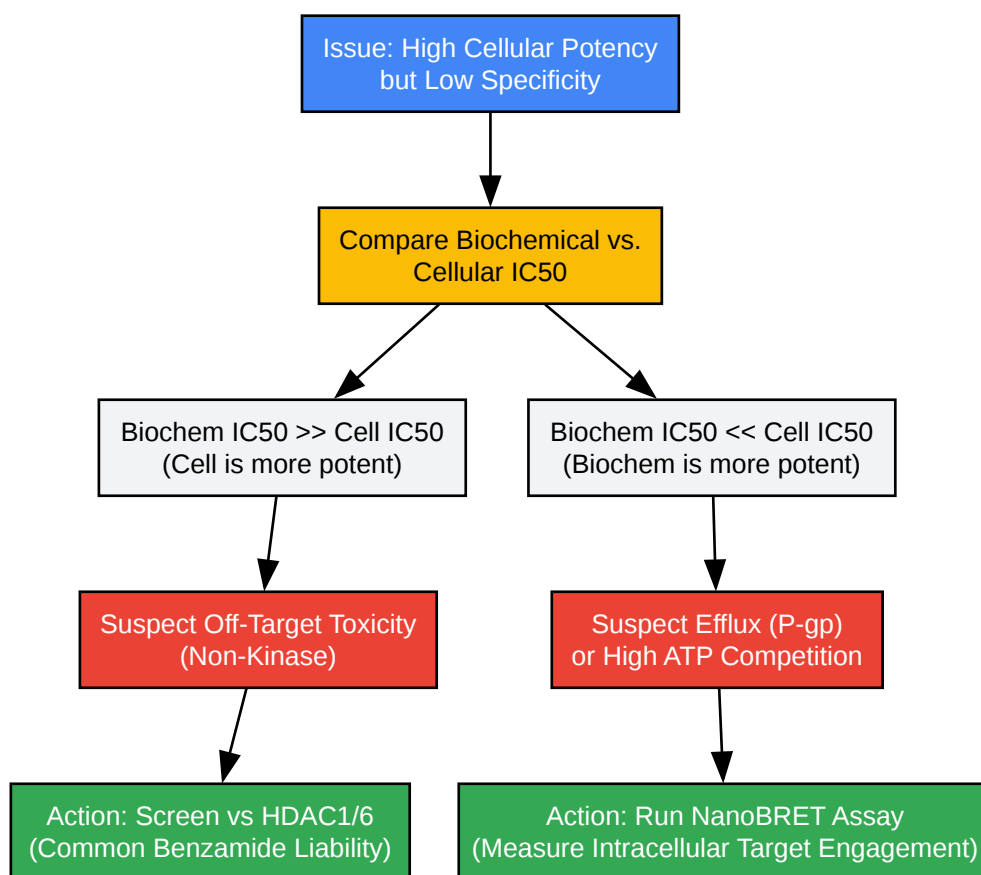 Issue: High Cellular Potency
but Low Specificity
Compare Biochemical vs.
Cellular IC50
Biochem IC50 >> Cell IC50
(Cell is more potent)
Biochem IC50 << Cell IC50
(Biochem is more potent)
Suspect Off-Target Toxicity
(Non-Kinase)
Suspect Efflux (P-gp)
or High ATP Competition
Action: Screen vs HDAC1/6
(Common Benzamide Liability)
Action: Run NanoBRET Assay
(Measure Intracellular Target Engagement)